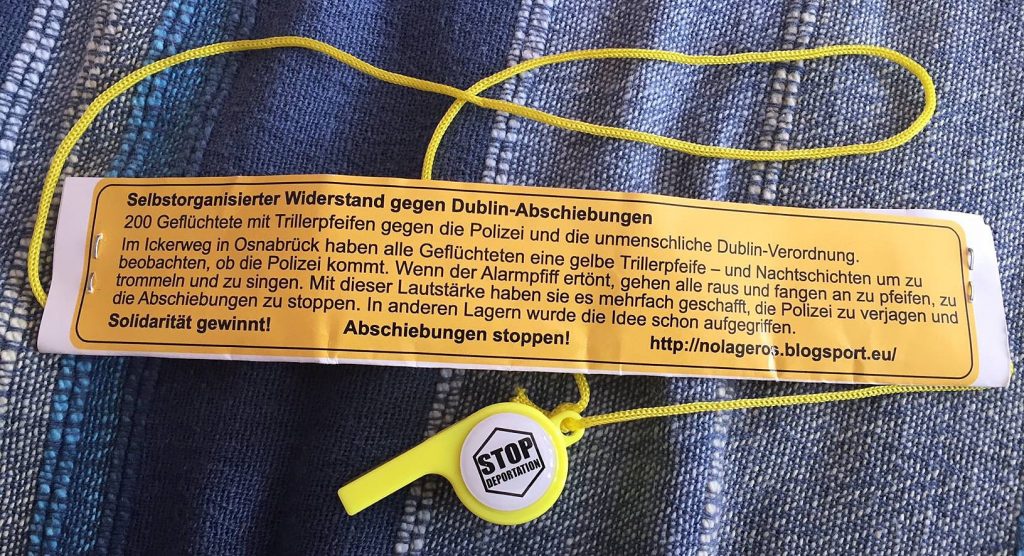 Selbstorganisierter Widerstand gegen Dublin-Abschiebungen
200 Geflüchtete mit Trillerpfeifen gegen die Polizei und die unmenschliche Dublin-Verordnung.
Im Ickerweg in Osnabrück haben alle Geflüchteten eine gelbe Trillerpfeife – und Nachtschichten um zu
beobachten, ob die Polizei kommt. Wenn der Alarmpfiff ertönt, gehen alle raus und fangen an zu pfeifen, zu
trommeln und zu singen. Mit dieser Lautstärke haben sie es mehrfach geschafft, die Polizei zu verjagen und
die Abschiebungen zu stoppen. In anderen Lagern wurde die Idee schon aufgegriffen.
Solidarität gewinnt! Abschiebungen stoppen! http://nolageros.blogsport.eu/
STOP
DEPORTATION